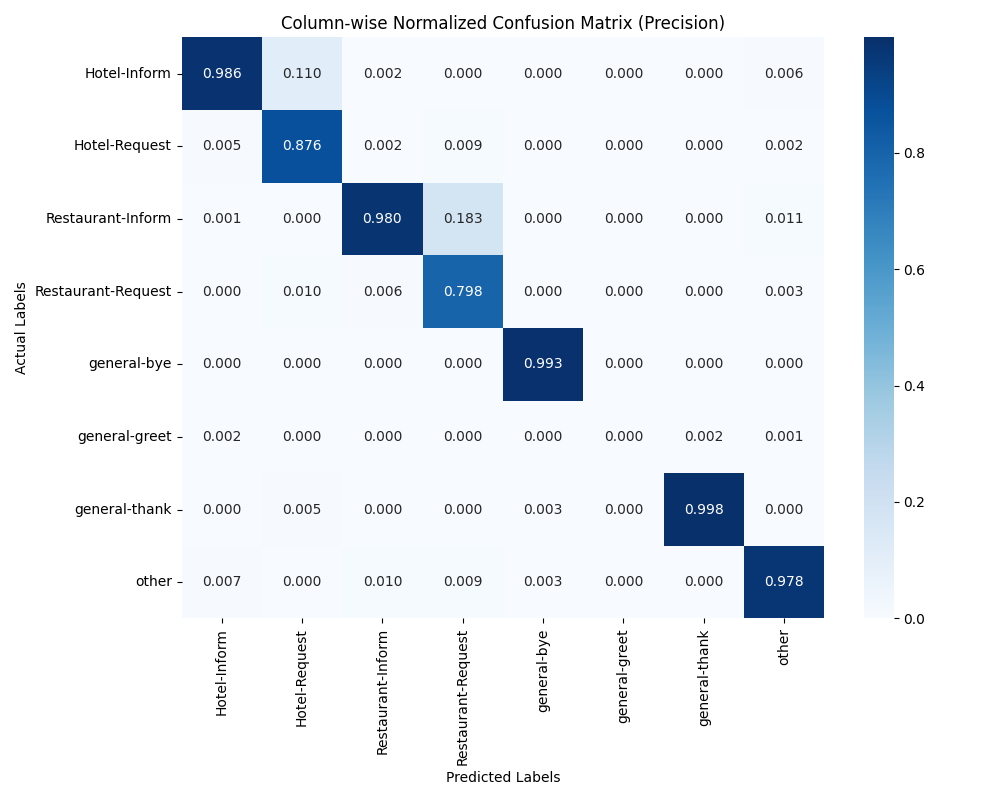 Column-wise Normalized Confusion Matrix (Precision)
Hotel-Inform 0.986 0.110 0.002 0.000 0.000 0.000 0.000 0.006
Hotel-Request 0.005 0.876 0.002 0.009 0.000 0.000 0.000 0.002
Restaurant-Inform 0.001 0.000 0.980 0.183 0.000 0.000 0.000 0.011
Restaurant-Request 0.000 0.010 0.006 0.798 0.000 0.000 0.000 0.003
general-bye 0.000 0.000 0.000 0.000 0.993 0.000 0.000 0.000
general-greet 0.002 0.000 0.000 0.000 0.000 0.000 0.002 0.001
general-thank 0.000 0.005 0.000 0.000 0.003 0.000 0.998 0.000
other 0.007 0.000 0.010 0.009 0.003 0.000 0.000 0.978
Actual Labels
Hotel-Inform
Hotel-Request
Restaurant-Inform
Restaurant-Request
general-bye
general-greet
general-thank
other
Predicted Labels
0.8
0.6
0.4
0.2
0.0